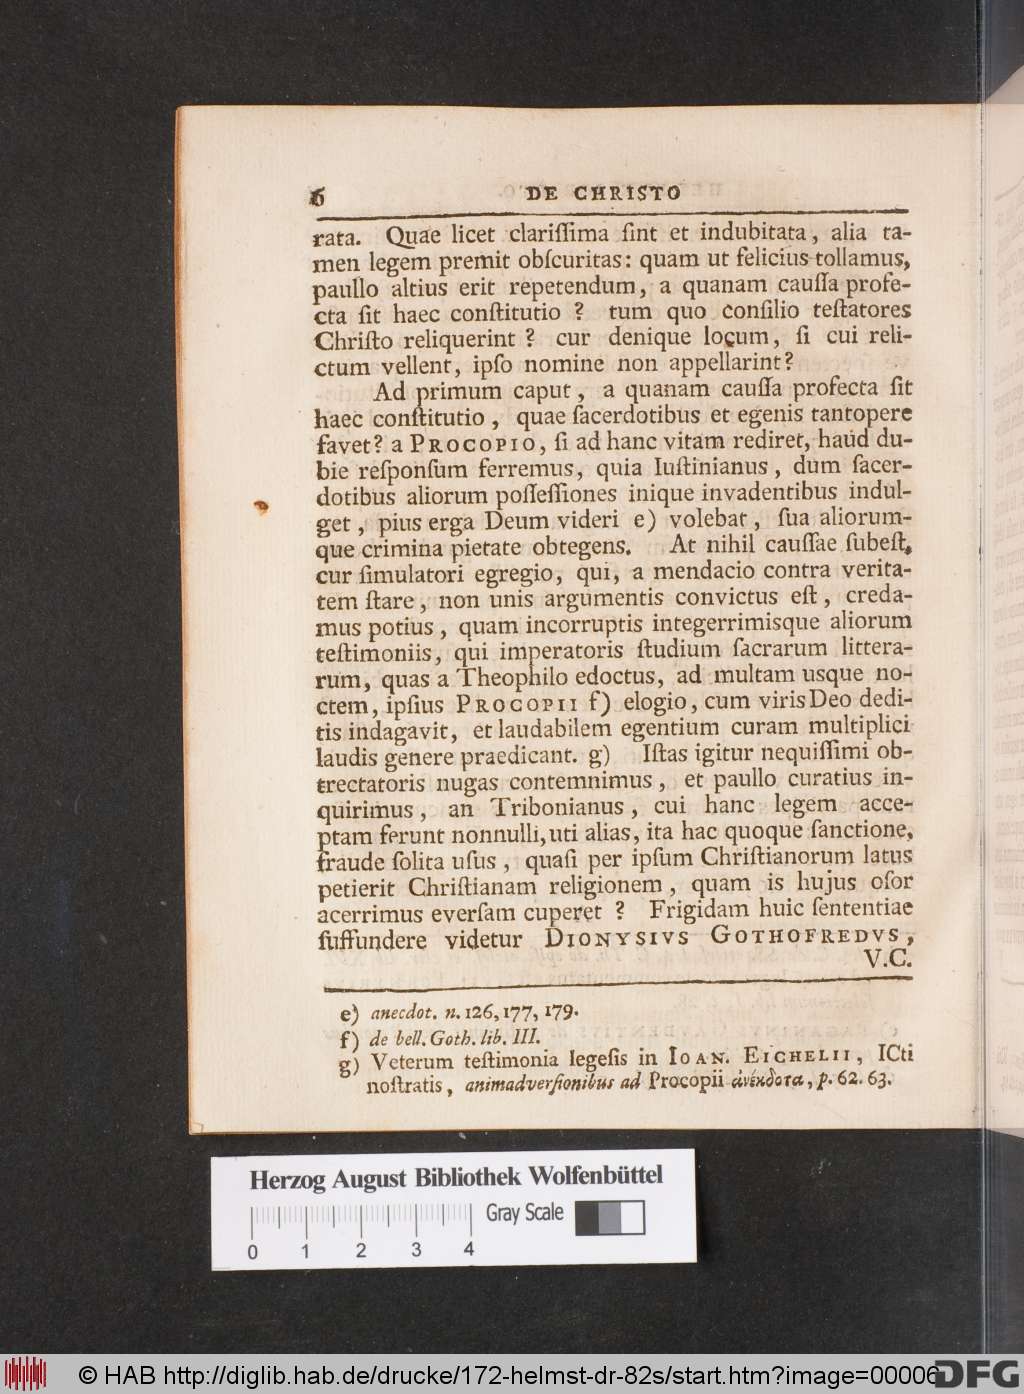 6 DE CHRISTO
rata. Quae licet clariſſima ſint et indubitata, alia ta-
men legem premit obſcuritas: quam ut felicius tollamus,
paullo altius erit repetendum, a quanam cauſſa profe-
cta ſit haec conſtitutio ? tum quo conſilio teſtatores
Chriſto reliquerint ? cur denique locum, ſi cui reli-
ctum vellent, ipſo nomine non appellarint?
Ad primum caput, a quanam cauſſa profecta ſit
haec conſtitutio, quae ſacerdotibus et egenis tantopere
favet? a PROCOPIO, ſi ad hanc vitam rediret, haud du-
bie reſponſum ferremus, quia Iuſtinianus, dum ſacer-
dotibus aliorum poſſeſſiones inique invadentibus indul-
get, pius erga Deum videri e) volebat, ſua aliorum-
que crimina pietate obtegens. At nihil cauſſae ſubeſt,
cur ſimulatori egregio, qui, a mendacio contra verita-
tem ſtare, non unis argumentis convictus eſt, creda-
mus potius, quam incorruptis integerrimisque aliorum
teſtimoniis, qui imperatoris ſtudium ſacrarum littera-
rum, quas a Theophilo edoctus, ad multam usque no-
ctem, ipſius PROCOPII f) elogio, cum viris Deo dedi-
tis indagavit, et laudabilem egentium curam multiplici
laudis genere praedicant. g) Iſtas igitur nequiſſimi ob-
trectatoris nugas contemnimus, et paullo curatius in-
quirimus, an Tribonianus, cui hanc legem acce-
ptam ferunt nonnulli, uti alias, ita hac quoque ſanctione,
fraude ſolita uſus, quaſi per ipſum Chriſtianorum latus
petierit Chriſtianam religionem, quam is hujus oſor
acerrimus everſam cuperet ? Frigidam huic ſententiae
ſuffundere videtur DIONYSIVS GOTHOFREDVS,
V.C.
e) anecdot. n. 126, 177, 179.
f) de bell. Goth. lib. III.
g) Veterum teſtimonia legeſis in IOAN. EICHELII, ICti
noſtratis, animadverſionibus ad Procopii ἀνέκδοτα, p. 62. 63.
Herzog August Bibliothek Wolfenbüttel
Gray Scale
0 1 2 3 4
© HAB http://diglib.hab.de/drucke/172-helmst-dr-82s/start.htm?image=00006
DFG